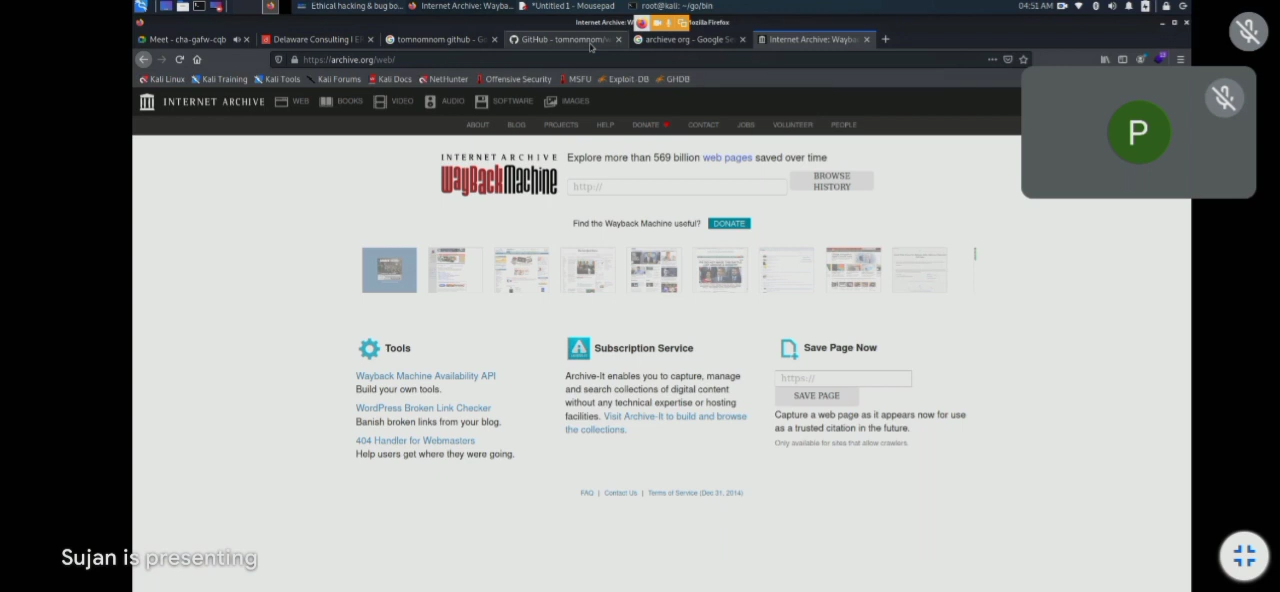 Ethical hacking & bug bo...
Internet Archive: Wayba...
*Untitled 1 - Mousepad
root@kali: ~/go/bin
04:51 AM
Internet Archive: W
Mozilla Firefox
Meet - cha-gafw-cqb
Delaware Consulting I E
tomnomnom github - Go
GitHub - tomnomnom/w
archieve org - Google Se
Internet Archive: Wayba
https://archive.org/web/
Kali Linux
Kali Training
Kali Tools
Kali Forums
Kali Docs
NetHunter
Offensive Security
MSFU
Exploit-DB
GHDB
INTERNET ARCHIVE
WEB
BOOKS
VIDEO
AUDIO
SOFTWARE
IMAGES
ABOUT
BLOG
PROJECTS
HELP
DONATE
CONTACT
JOBS
VOLUNTEER
PEOPLE
P
INTERNET ARCHIVE
WayBackMachine
Explore more than 569 billion web pages saved over time
http://
BROWSE
HISTORY
Find the Wayback Machine useful?
DONATE
Tools
Wayback Machine Availability API
Build your own tools.
WordPress Broken Link Checker
Banish broken links from your blog.
404 Handler for Webmasters
Help users get where they were going.
Subscription Service
Archive-It enables you to capture, manage
and search collections of digital content
without any technical expertise or hosting
facilities. Visit Archive-It to build and browse
the collections.
Save Page Now
https://
SAVE PAGE
Capture a web page as it appears now for use
as a trusted citation in the future.
Only available for sites that allow crawlers.
FAQ | Contact Us | Terms of Service (Dec 31, 2014)
Sujan is presenting